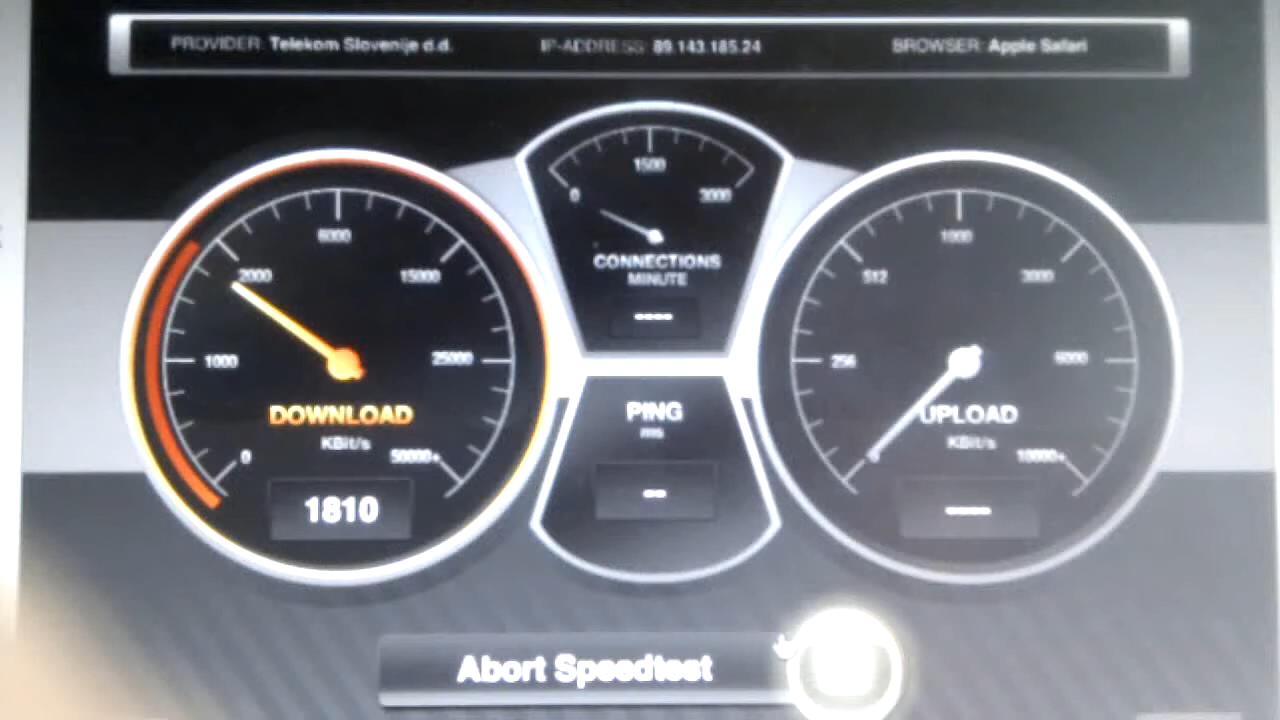 PROVIDER: Telekom Slovenije d.d. IP-ADDRESS: 89.143.185.24 BROWSER: Apple Safari
1500
0 3000
CONNECTIONS
MINUTE
----
6000
2000 15000
1000 25000
DOWNLOAD
KBit/s
0 50000+
1810
PING
ms
--
1000
512 3000
256 6000
UPLOAD
KBit/s
10000+
----
Abort Speedtest